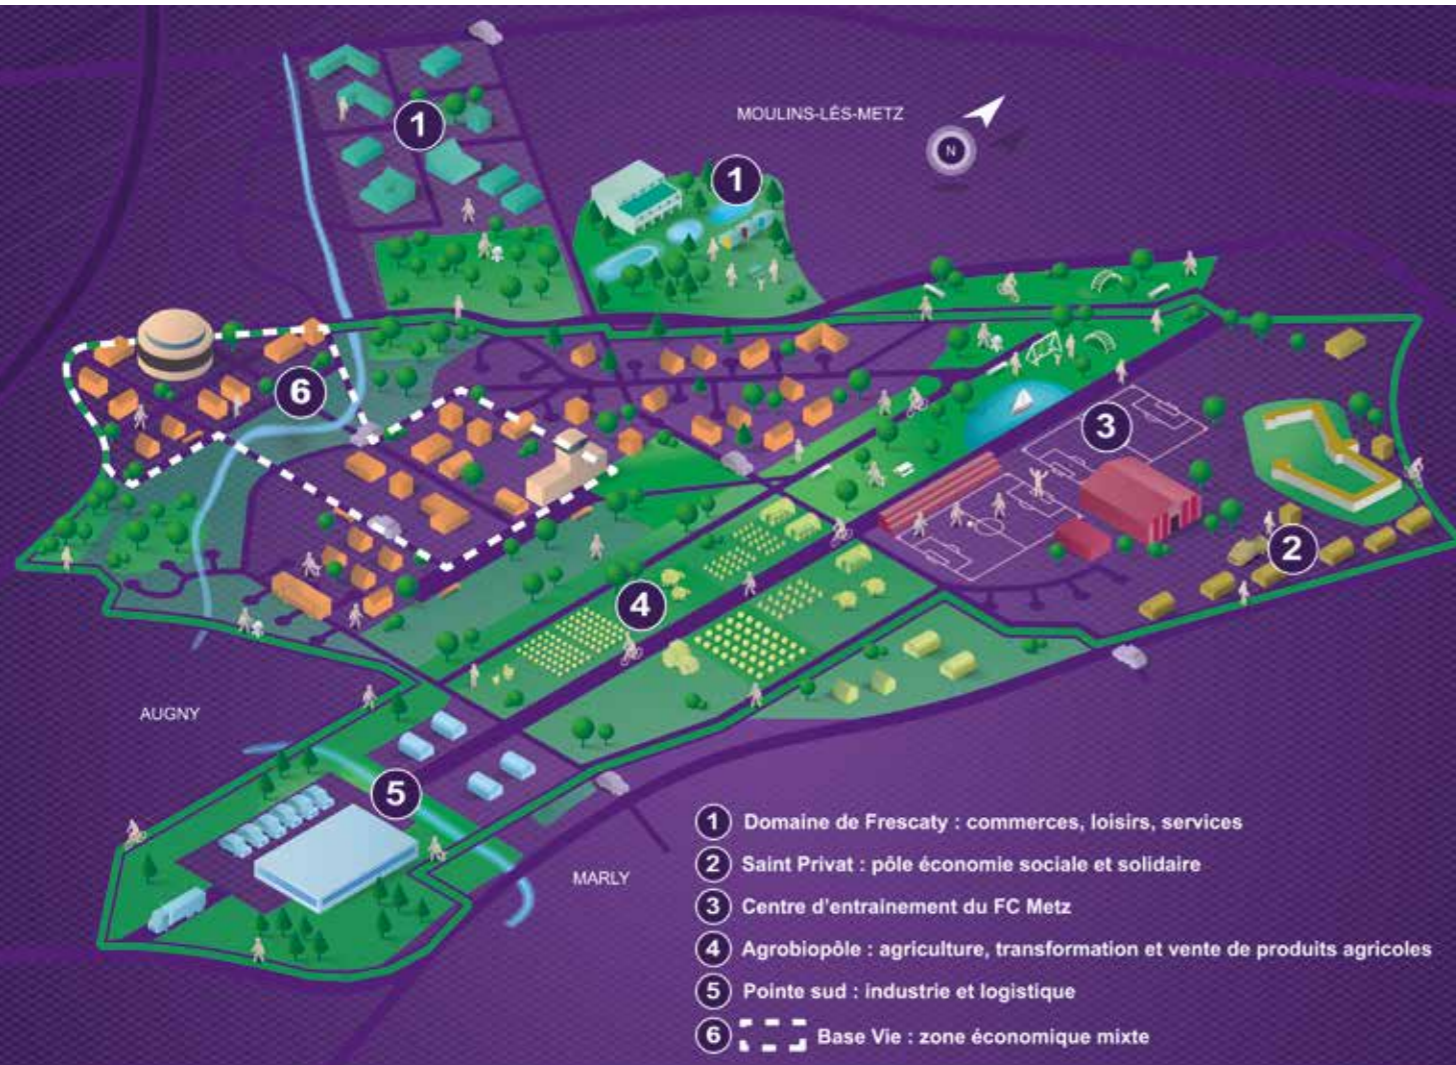 1
MOULINS-LÈS-METZ
N
1
6
3
2
4
AUGNY
5
MARLY
1 Domaine de Frescaty : commerces, loisirs, services
2 Saint Privat : pôle économie sociale et solidaire
3 Centre d'entrainement du FC Metz
4 Agrobiopôle : agriculture, transformation et vente de produits agricoles
5 Pointe sud : industrie et logistique
6 Base Vie : zone économique mixte